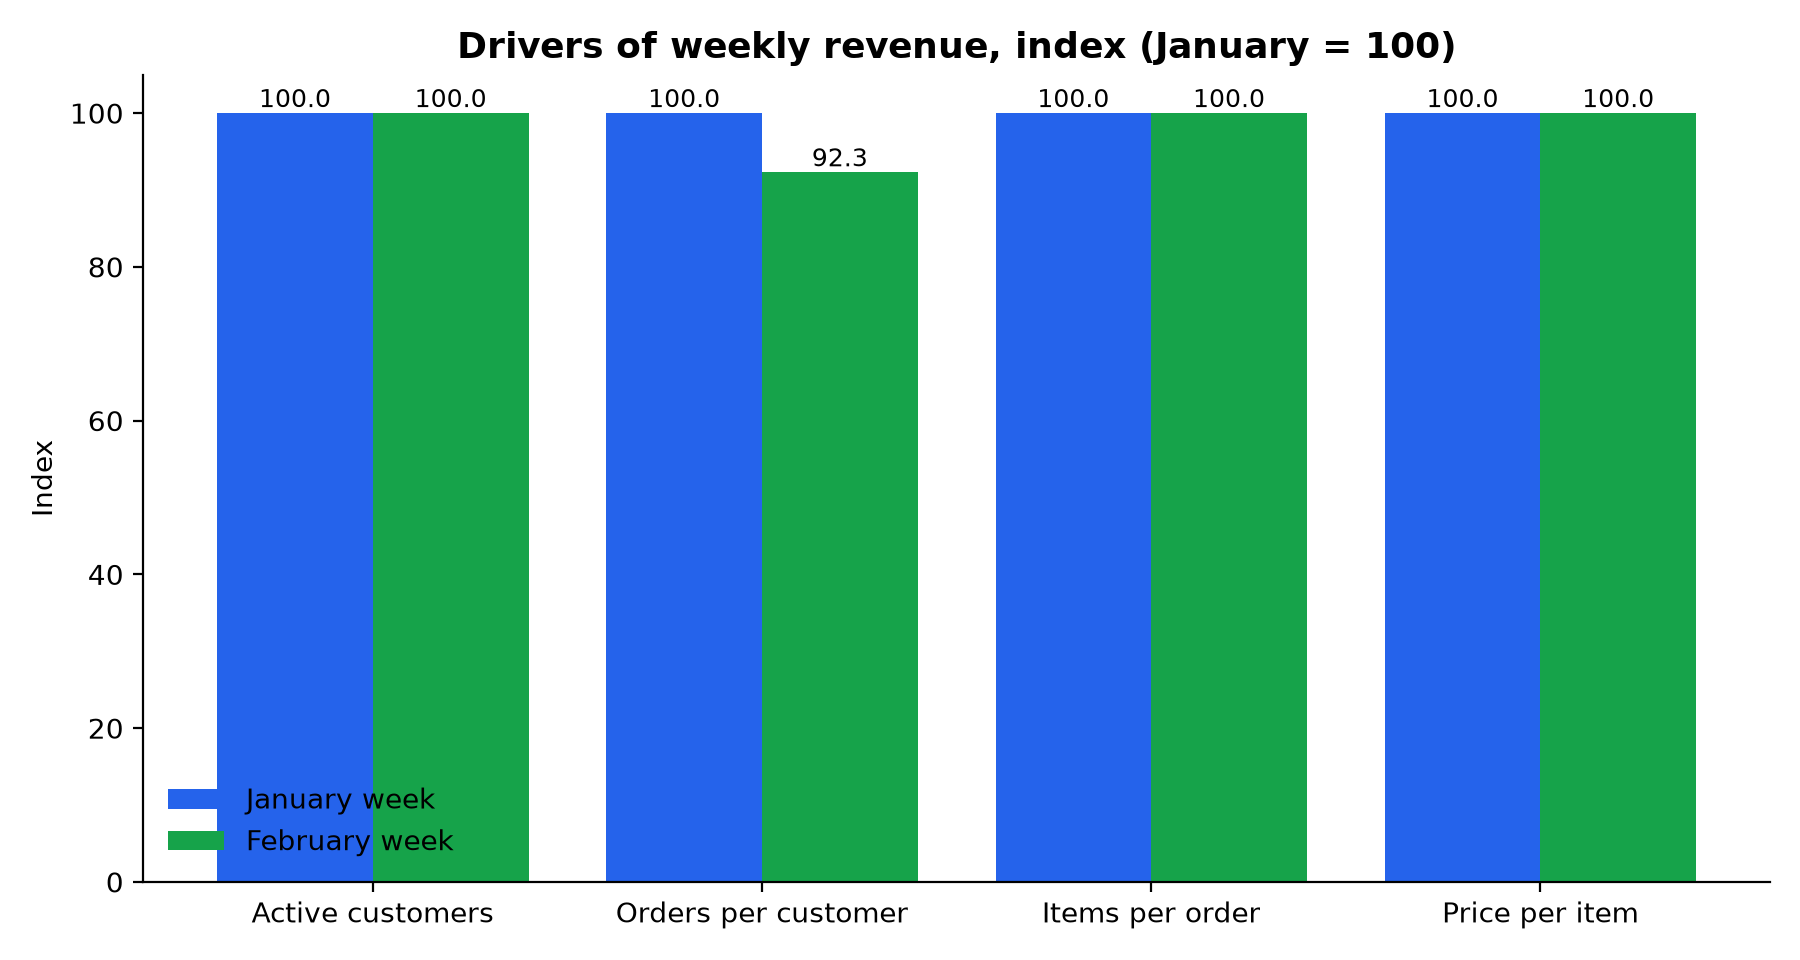 Drivers of weekly revenue, index (January = 100)
100.0 100.0 100.0 92.3 100.0 100.0 100.0 100.0
100
80
60
40
20
0
Index
January week
February week
Active customers Orders per customer Items per order Price per item